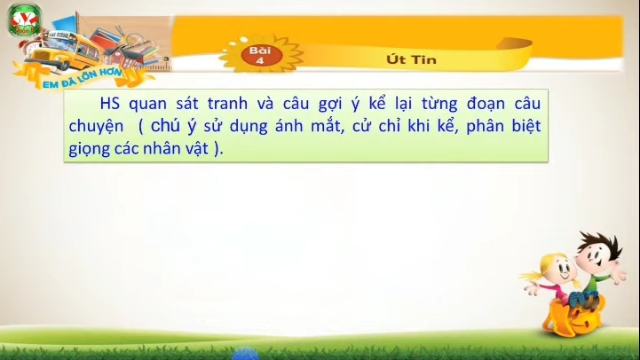 Bài
4
Út Tin
EM ĐÃ LỚN HƠN
HS quan sát tranh và câu gợi ý kể lại từng đoạn câu
chuyện ( chú ý sử dụng ánh mắt, cử chỉ khi kể, phân biệt
giọng các nhân vật ).